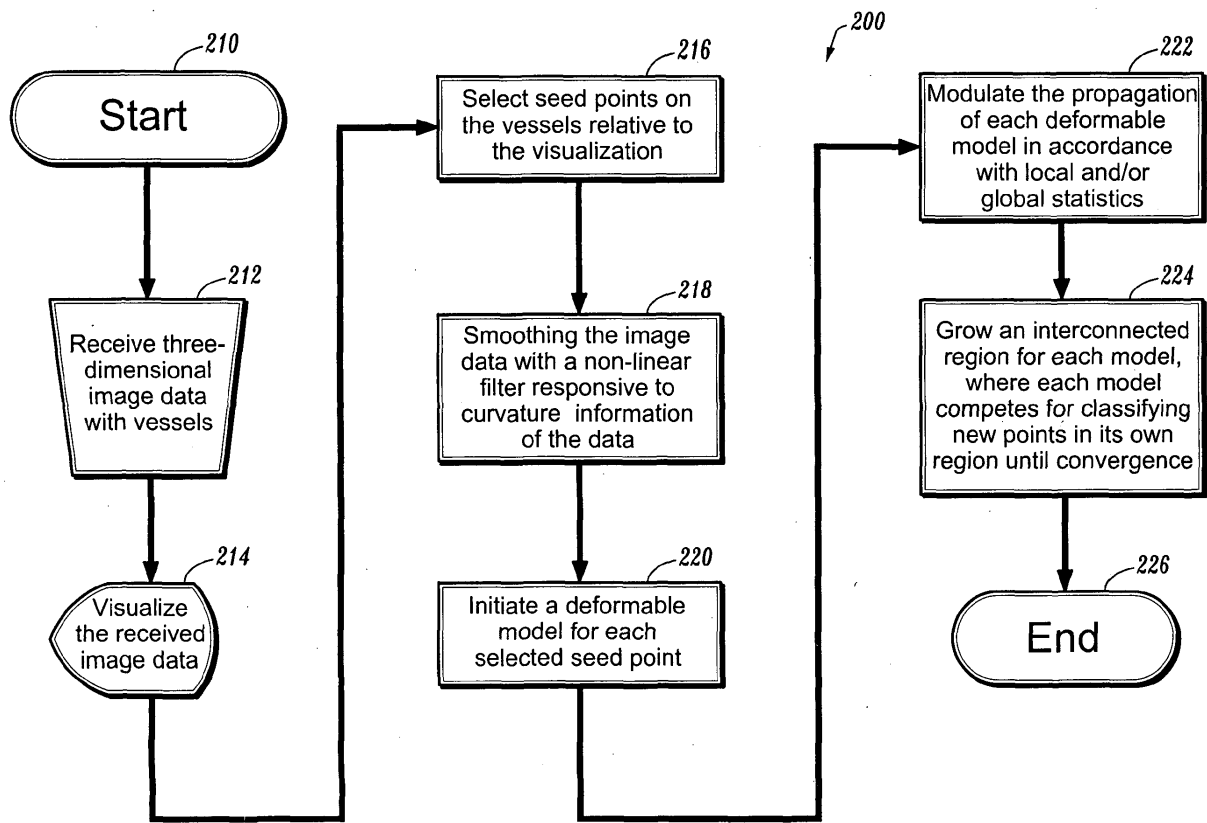 210
Start
212
Receive three-
dimensional
image data
with vessels
214
Visualize
the received
image data
216
Select seed points on
the vessels relative to
the visualization
218
Smoothing the image
data with a non-linear
filter responsive to
curvature information
of the data
220
Initiate a deformable
model for each
selected seed point
200
222
Modulate the propagation
of each deformable
model in accordance
with local and/or
global statistics
224
Grow an interconnected
region for each model,
where each model
competes for classifying
new points in its own
region until convergence
226
End